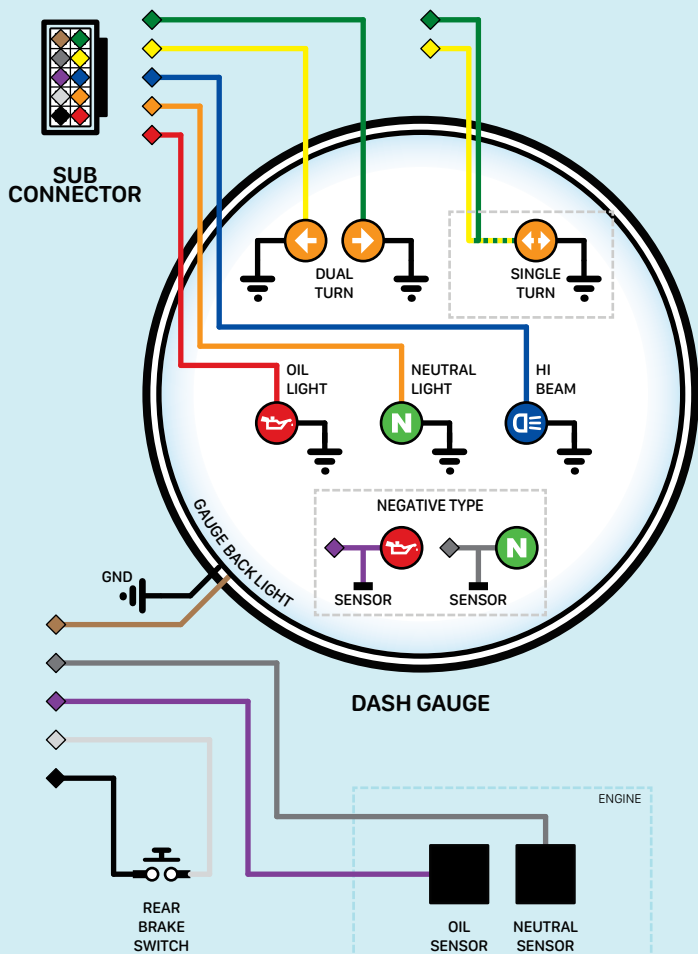 SUB
CONNECTOR
DUAL
TURN
SINGLE
TURN
OIL
LIGHT
NEUTRAL
LIGHT
HI
BEAM
N
NEGATIVE TYPE
N
SENSOR
SENSOR
GAUGE BACK LIGHT
GND
DASH GAUGE
ENGINE
REAR
BRAKE
SWITCH
OIL
SENSOR
NEUTRAL
SENSOR